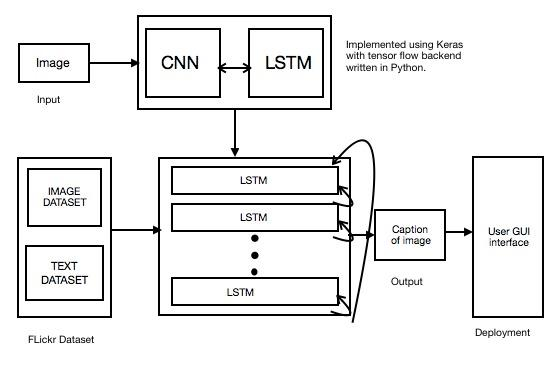 Image
Input
CNN
LSTM
Implemented using Keras
with tensor flow backend
written in Python.
IMAGE
DATASET
TEXT
DATASET
FLickr Dataset
LSTM
LSTM
LSTM
Caption
of image
Output
User GUI
interface
Deployment